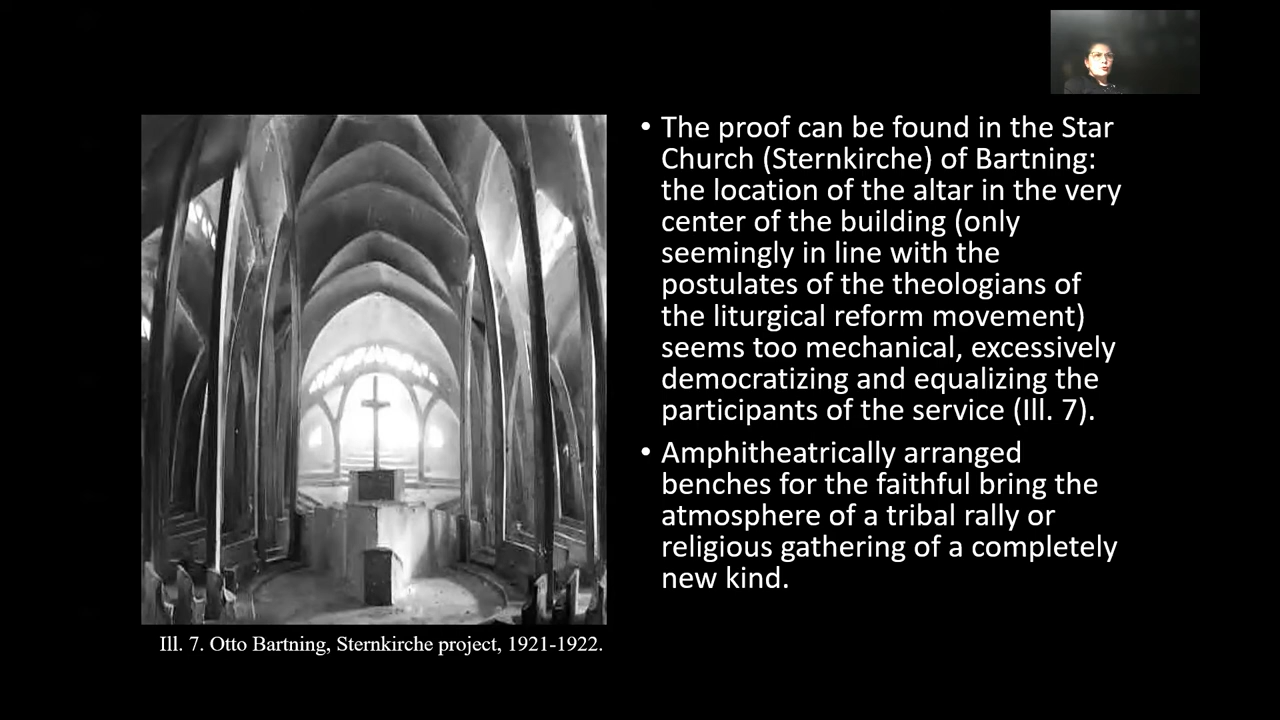 • The proof can be found in the Star
Church (Sternkirche) of Bartning:
the location of the altar in the very
center of the building (only
seemingly in line with the
postulates of the theologians of
the liturgical reform movement)
seems too mechanical, excessively
democratizing and equalizing the
participants of the service (Ill. 7).
• Amphitheatrically arranged
benches for the faithful bring the
atmosphere of a tribal rally or
religious gathering of a completely
new kind.
Ill. 7. Otto Bartning, Sternkirche project, 1921-1922.